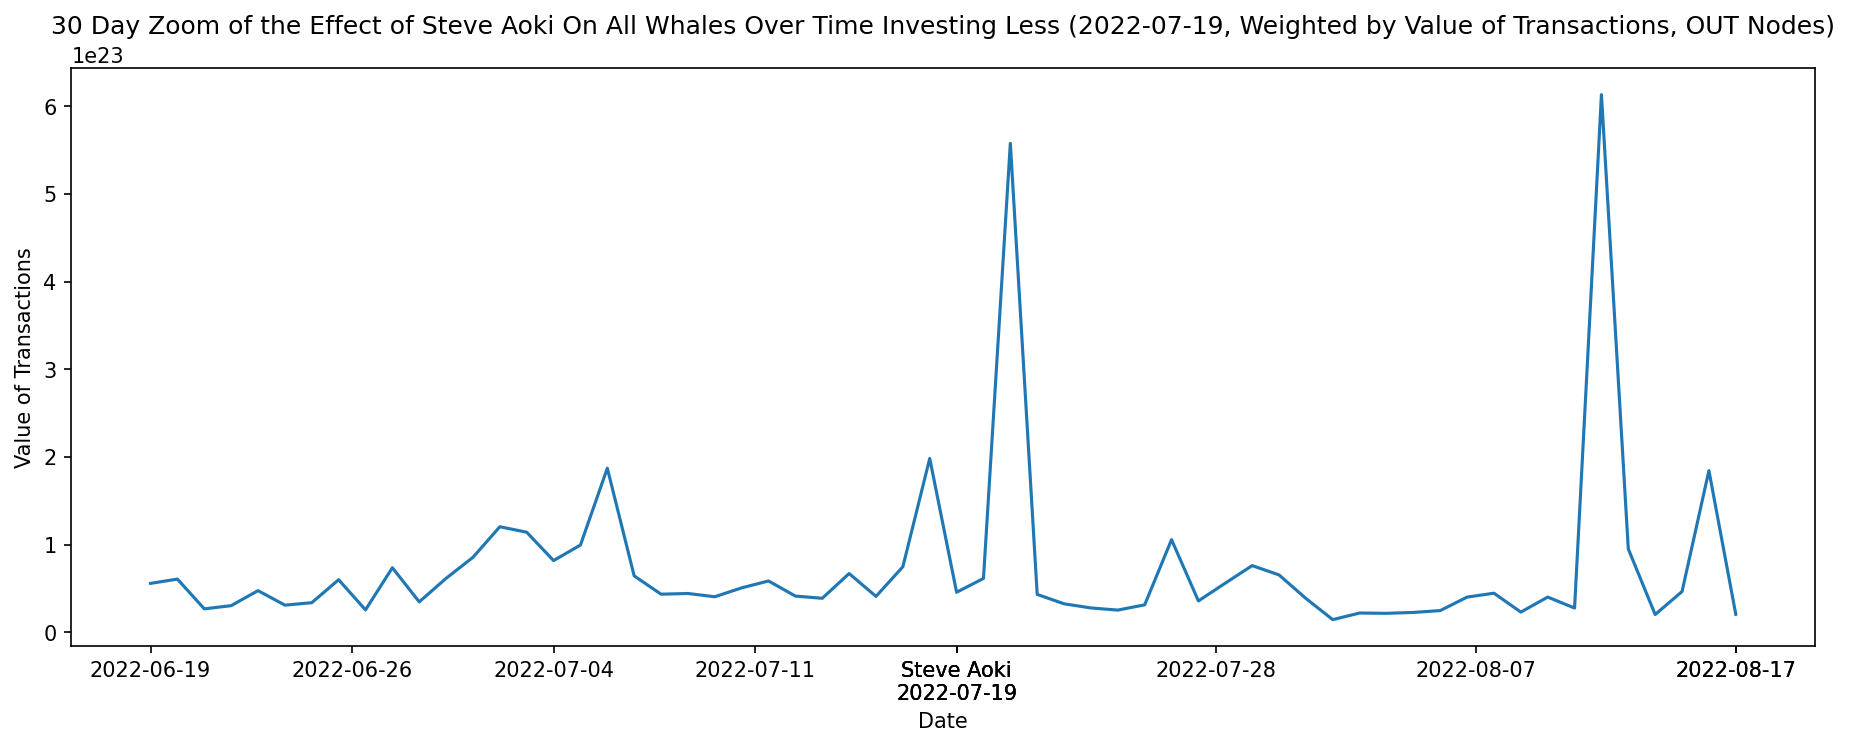 30 Day Zoom of the Effect of Steve Aoki On All Whales Over Time Investing Less (2022-07-19, Weighted by Value of Transactions, OUT Nodes)
1e23
6
5
4
3
2
1
0
Value of Transactions
2022-06-19 2022-06-26 2022-07-04 2022-07-11 Steve Aoki 2022-07-28 2022-08-07 2022-08-17
2022-07-19
Date